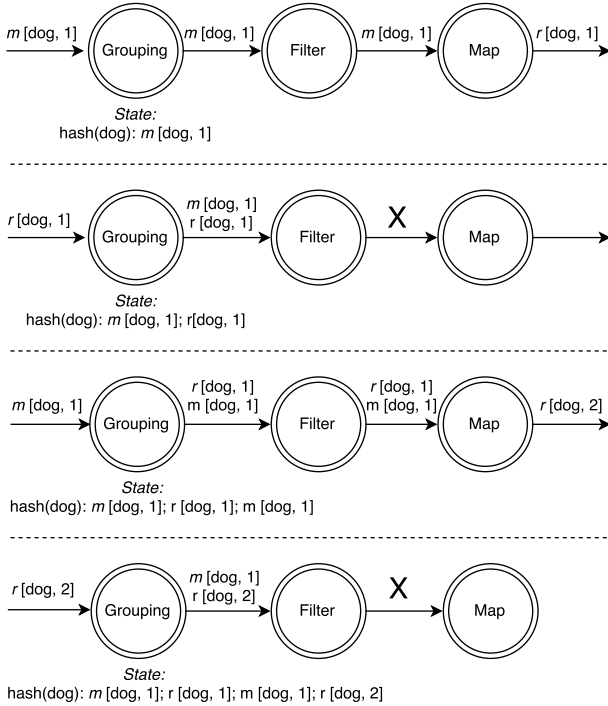 m [dog, 1]
m [dog, 1]
m [dog, 1]
r [dog, 1]
Grouping
Filter
Map
State:
hash(dog): m [dog, 1]
r [dog, 1]
m [dog, 1]
r [dog, 1]
X
Grouping
Filter
Map
State:
hash(dog): m [dog, 1]; r[dog, 1]
m [dog, 1]
r [dog, 1]
m [dog, 1]
r [dog, 1]
m [dog, 1]
r [dog, 2]
Grouping
Filter
Map
State:
hash(dog): m [dog, 1]; r [dog, 1]; m [dog, 1]
r [dog, 2]
m [dog, 1]
r [dog, 2]
X
Grouping
Filter
Map
State:
hash(dog): m [dog, 1]; r [dog, 1]; m [dog, 1]; r [dog, 2]